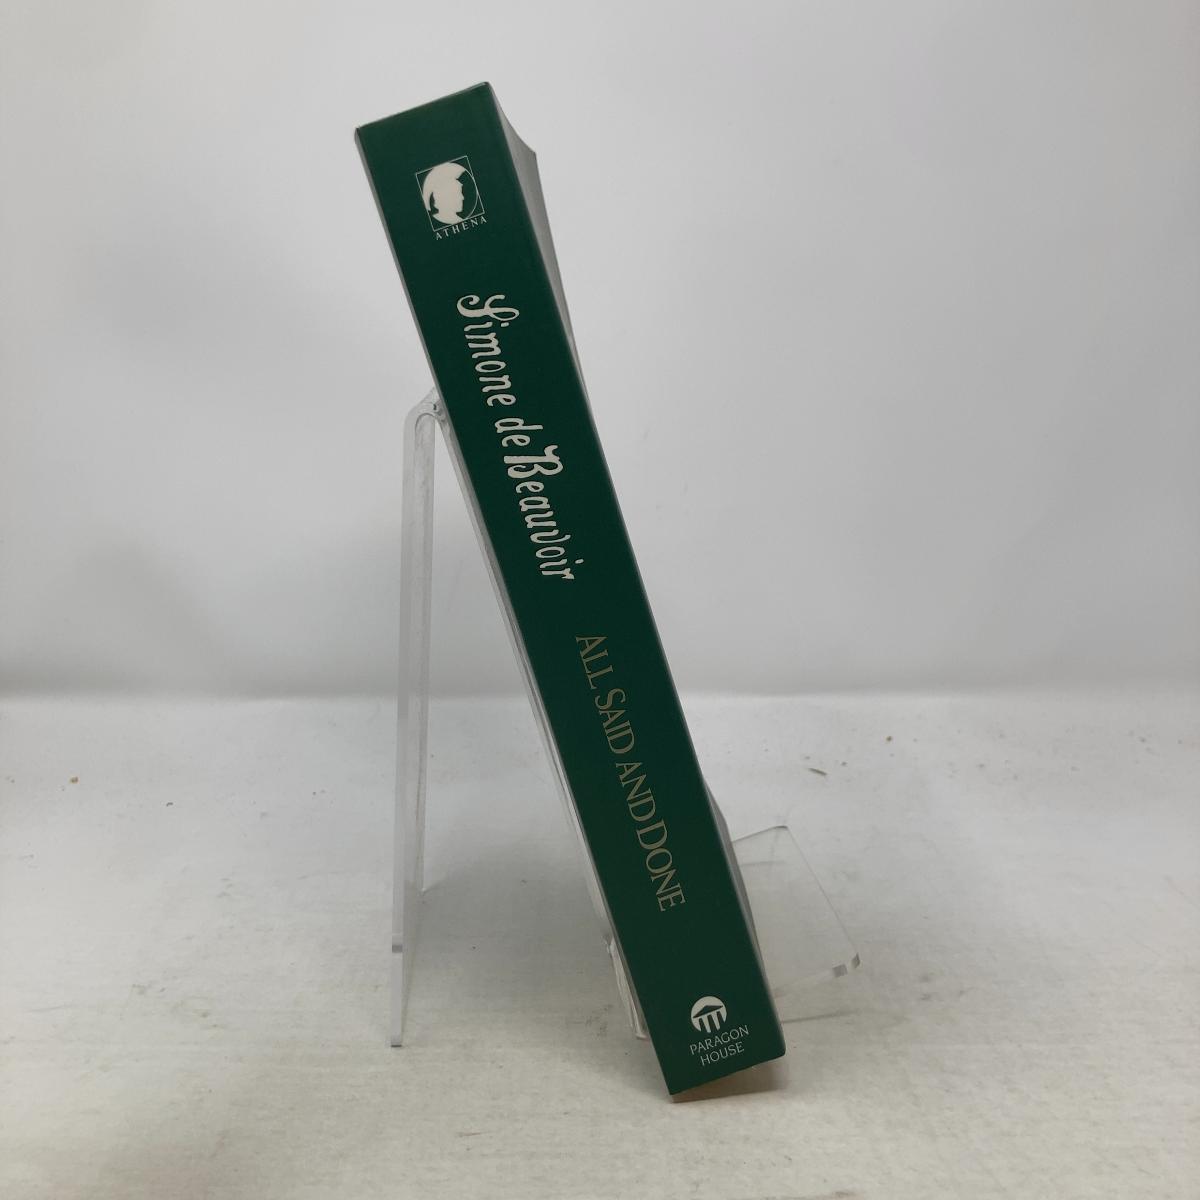 ATHENA
Simone de Beauvoir
ALL SAID AND DONE
PARAGON
HOUSE